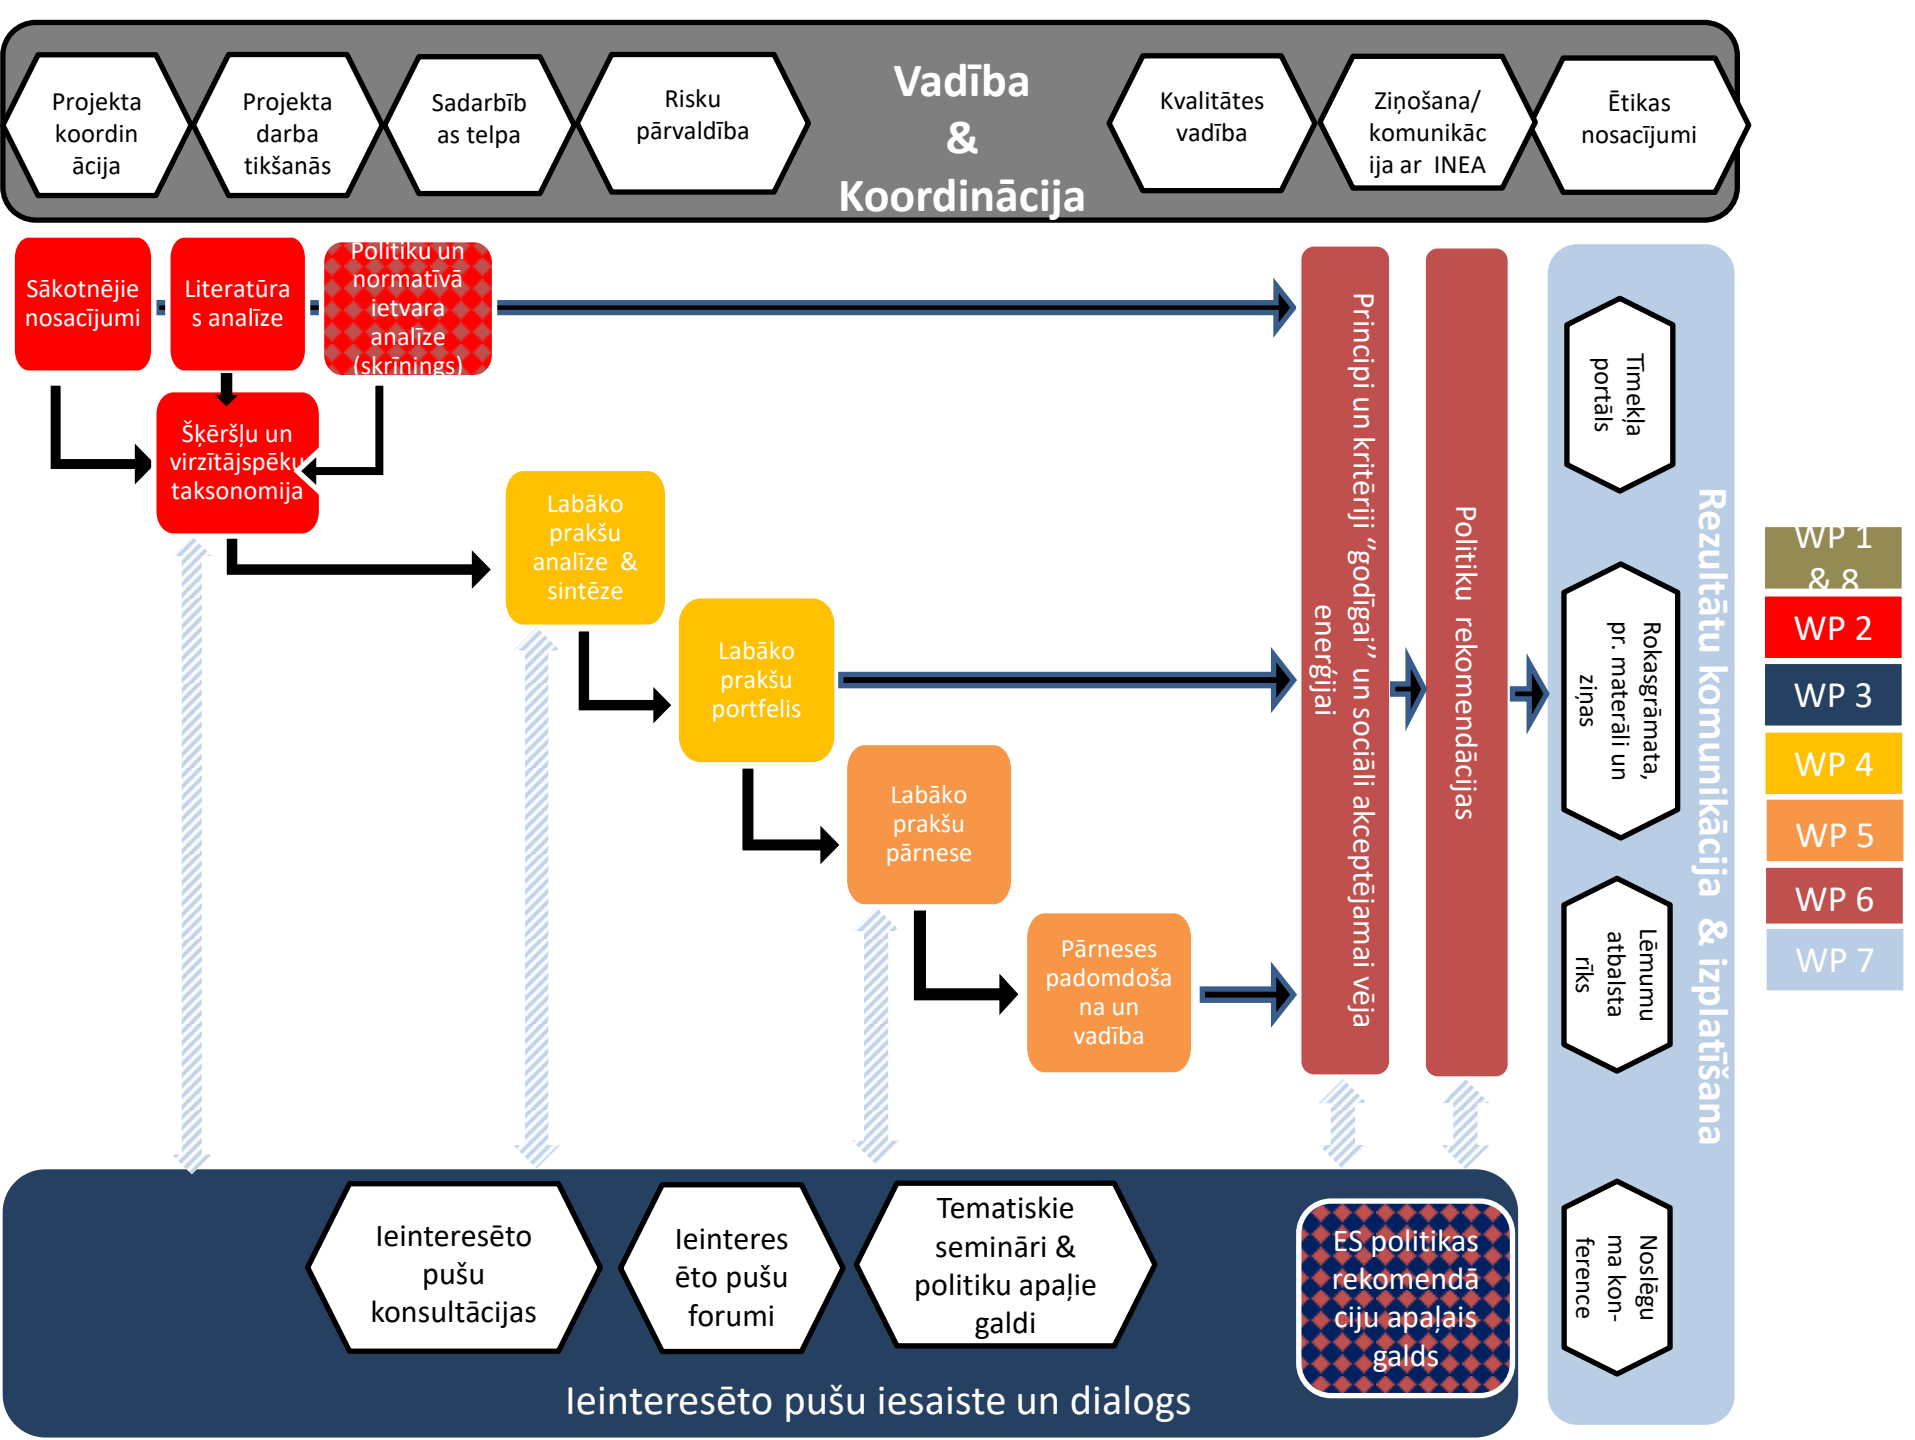 Projekta
koordin
ācija
Projekta
darba
tikšanās
Sadarbīb
as telpa
Risku
pārvaldība
Vadība
&
Koordinācija
Kvalitātes
vadība
Ziņošana/
komunikāc
ija ar INEA
Ētikas
nosacījumi
Sākotnējie
nosacījumi
Literatūra
s analīze
Politiku un
normatīvā
ietvara
analīze
(skrīnings)
Šķēršļu un
virzītājspēku
taksonomija
Labāko
prakšu
analīze &
sintēze
Labāko
prakšu
portfelis
Labāko
prakšu
pārnese
Pārneses
padomdoša
na un
vadība
Principi un kritēriji ‘’godīgai’’ un sociāli akceptējamai vēja
enerģijai
Politiku rekomendācijas
Tīmekļa
portāls
Rokasgrāmata,
pr. materāli un
ziņas
Lēmumu
atbalsta
rīks
Noslēgu
ma kon-
ference
Rezultātu komunikācija & izplatīšana
WP 1
& 8
WP 2
WP 3
WP 4
WP 5
WP 6
WP 7
Ieinteresēto
pušu
konsultācijas
Ieinteres
ēto pušu
forumi
Tematiskie
semināri &
politiku apaļie
galdi
ES politikas
rekomendā
ciju apaļais
galds
Ieinteresēto pušu iesaiste un dialogs